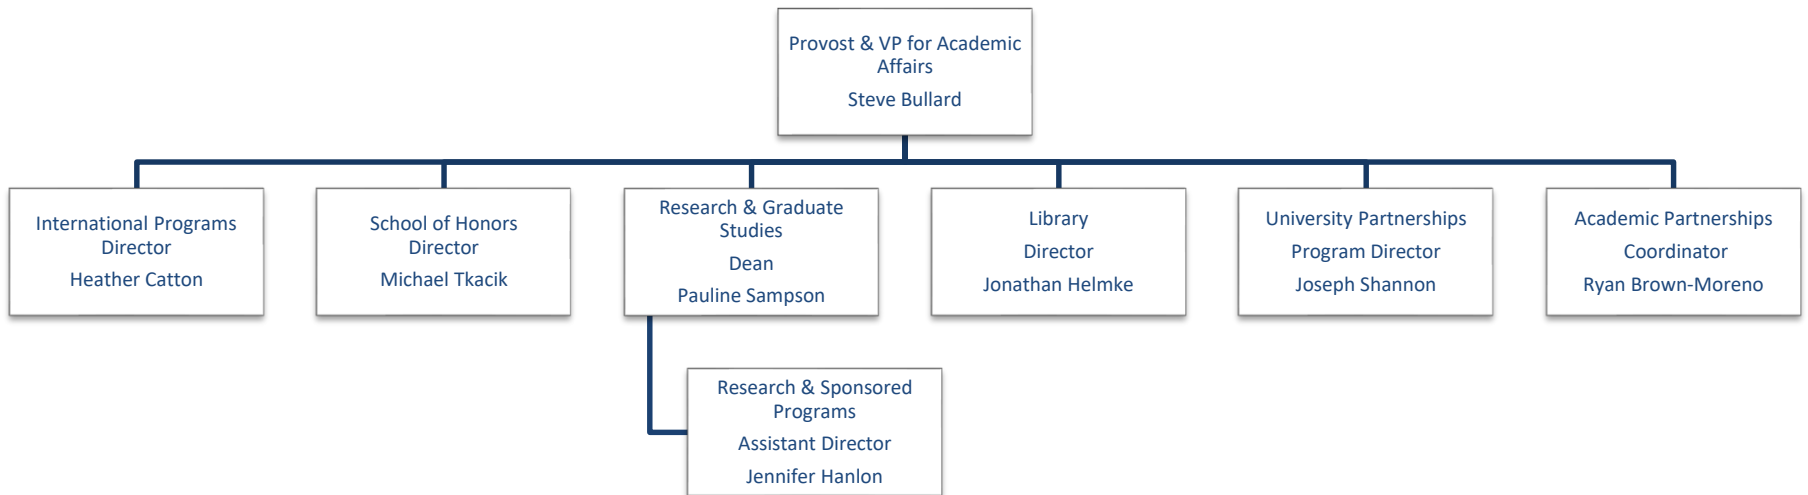 Provost & VP for Academic
Affairs
Steve Bullard
International Programs
Director
Heather Catton
School of Honors
Director
Michael Tkacik
Research & Graduate
Studies
Dean
Pauline Sampson
Library
Director
Jonathan Helmke
University Partnerships
Program Director
Joseph Shannon
Academic Partnerships
Coordinator
Ryan Brown-Moreno
Research & Sponsored
Programs
Assistant Director
Jennifer Hanlon